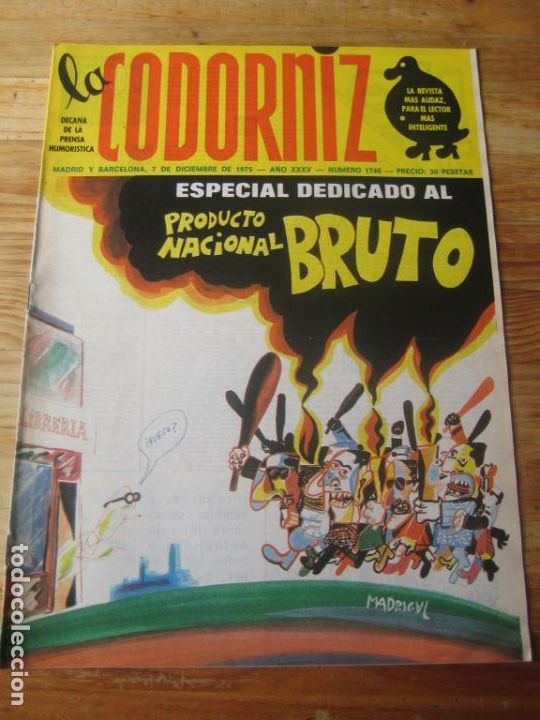 la CODORNIZ
DECANA
DE LA
PRENSA
HUMORISTICA
LA REVISTA
MAS AUDAZ,
PARA EL LECTOR
MAS
INTELIGENTE
MADRID Y BARCELONA, 7 DE DICIEMBRE DE 1975 — AÑO XXXV — NUMERO 1746 — PRECIO: 30 PESETAS
ESPECIAL DEDICADO AL
PRODUCTO
NACIONAL
BRUTO
LIBRERIA
¿FUEGO?
MADRIGAL
todocoleccion